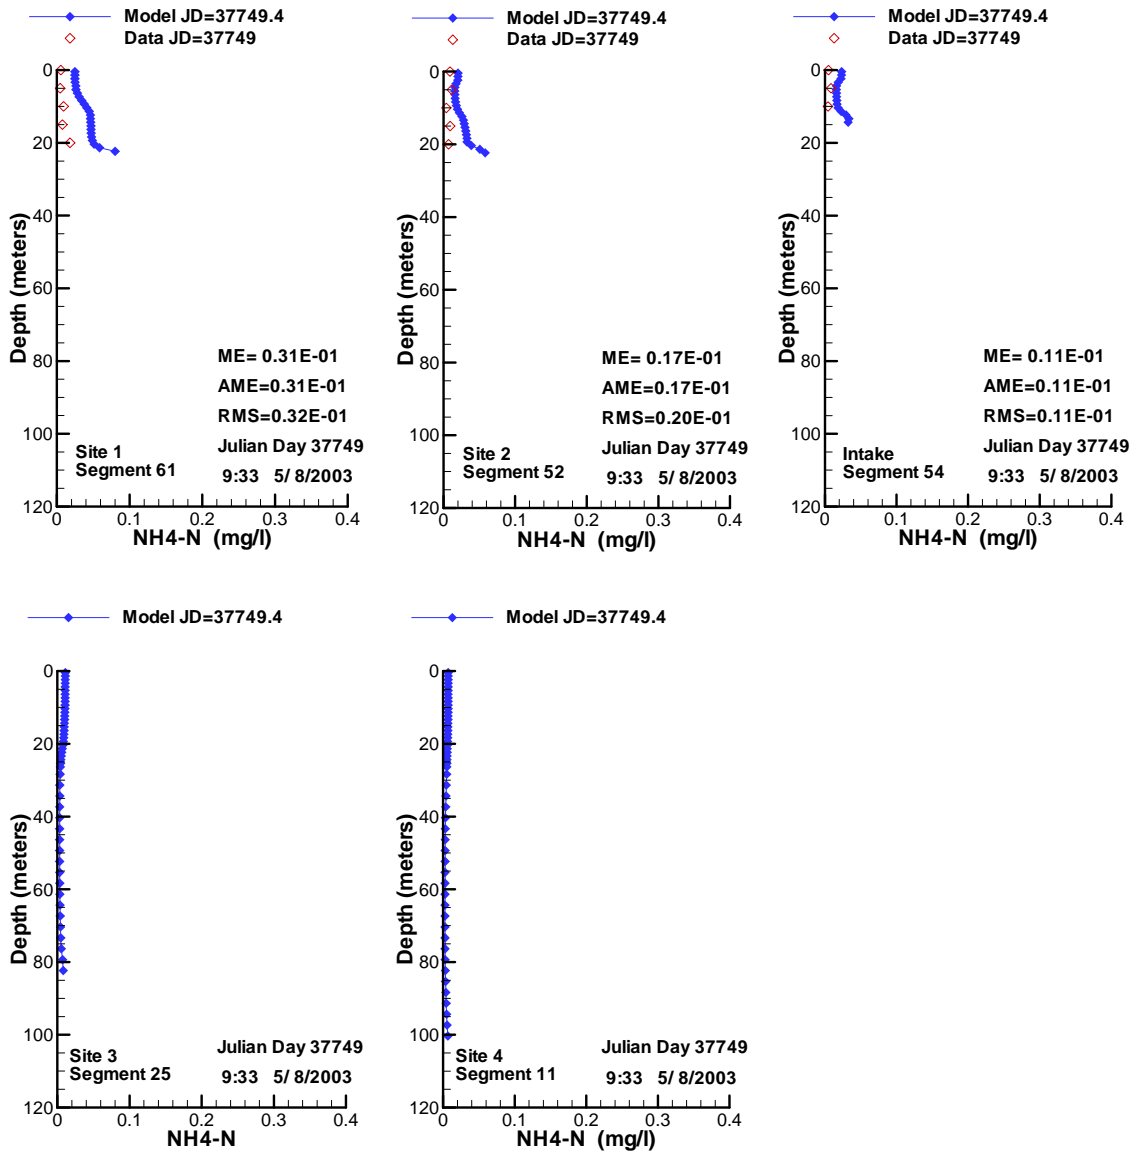 Model JD=37749.4
Data JD=37749
0
20
40
60
80
100
120
Depth (meters)
ME= 0.31E-01
AME=0.31E-01
RMS=0.32E-01
Julian Day 37749
9:33 5/ 8/2003
Site 1
Segment 61
0 0.1 0.2 0.3 0.4
NH4-N (mg/l)
Model JD=37749.4
Data JD=37749
0
20
40
60
80
100
120
Depth (meters)
ME= 0.17E-01
AME=0.17E-01
RMS=0.20E-01
Julian Day 37749
9:33 5/ 8/2003
Site 2
Segment 52
0 0.1 0.2 0.3 0.4
NH4-N (mg/l)
Model JD=37749.4
Data JD=37749
0
20
40
60
80
100
120
Depth (meters)
ME= 0.11E-01
AME=0.11E-01
RMS=0.11E-01
Julian Day 37749
9:33 5/ 8/2003
Intake
Segment 54
0 0.1 0.2 0.3 0.4
NH4-N (mg/l)
Model JD=37749.4
0
20
40
60
80
100
120
Depth (meters)
Julian Day 37749
9:33 5/ 8/2003
Site 3
Segment 25
0 0.1 0.2 0.3 0.4
NH4-N
Model JD=37749.4
0
20
40
60
80
100
120
Depth (meters)
Julian Day 37749
9:33 5/ 8/2003
Site 4
Segment 11
0 0.1 0.2 0.3 0.4
NH4-N (mg/l)